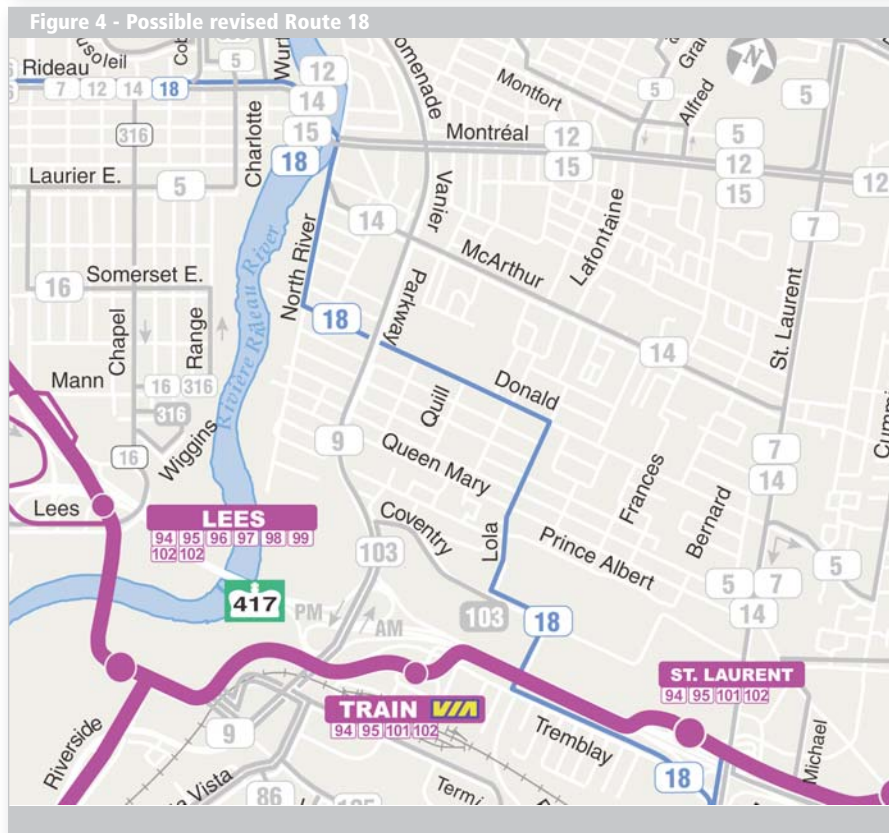 Figure 4 - Possible revised Route 18
Rideau
5
7 12 14 18
12
14
15
18
316
Charlotte
Laurier E.
5
Montfort
5
Alfred
5
Montréal
12
15
5
12
15
12
Vanier
14
McArthur
Lafontaine
7
St. Laurent
Somerset E.
16
Chapel
Range
North River
Rivière Rideau River
18
Parkway
14
Mann
16 316
316
16
Wiggins
Donald
Quill
9
Queen Mary
7
14
Frances
Bernard
Lees
LEES
94 95 96 97 98 99
102 102
Coventry
103
Lola
Prince Albert
5 7
14
5
417
PM
AM
103
18
TRAIN VIA
94 95 101 102
ST. LAURENT
94 95 101 102
Riverside
9
Tremblay
Michael
18
86